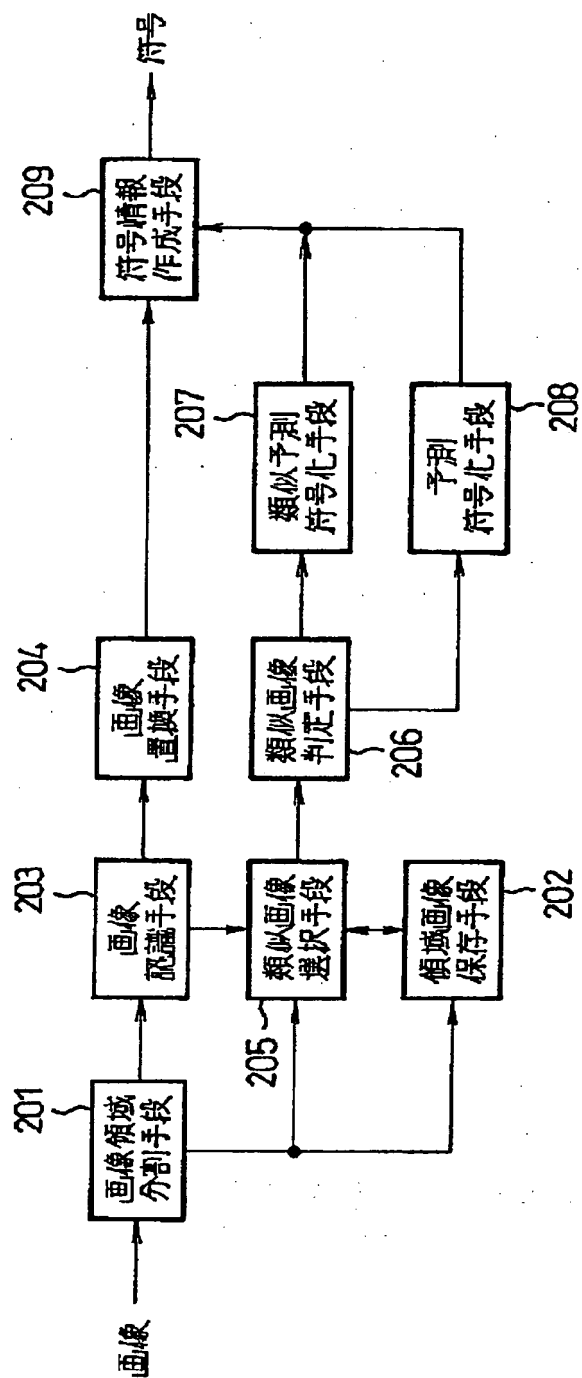 画像
201
画像領域
分割手段
203
画像
認識手段
204
画像
置換手段
209
符号情報
作成手段
符号
205
類似画像
選択手段
類似画像
判定手段
206
207
類似予測
符号化手段
202
領域画像
保存手段
予測
符号化手段
208